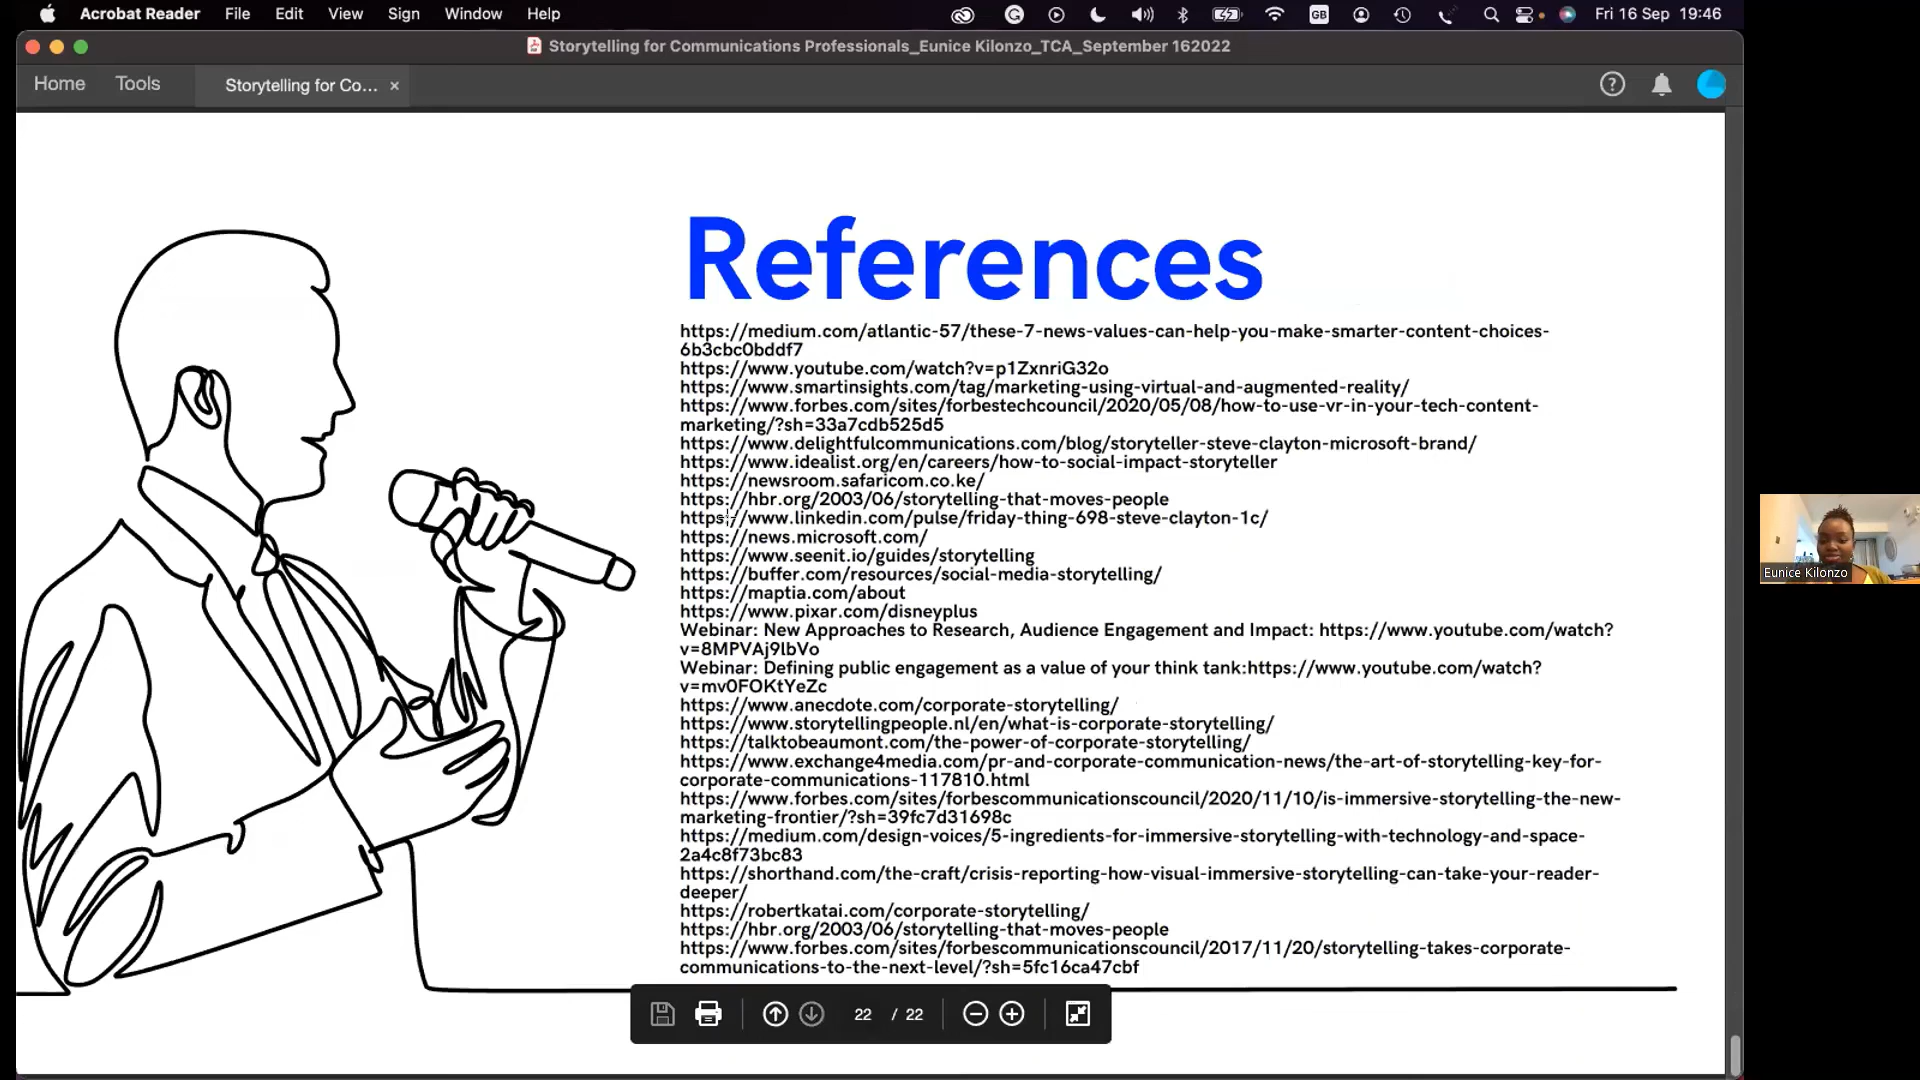 Acrobat Reader File Edit View Sign Window Help GB Fri 16 Sep 19:46
Storytelling for Communications Professionals_Eunice Kilonzo_TCA_September 162022
Home Tools Storytelling for Co... ×
References
https://medium.com/atlantic-57/these-7-news-values-can-help-you-make-smarter-content-choices-
6b3cbc0bddf7
https://www.youtube.com/watch?v=p1ZxnriG32o
https://www.smartinsights.com/tag/marketing-using-virtual-and-augmented-reality/
https://www.forbes.com/sites/forbestechcouncil/2020/05/08/how-to-use-vr-in-your-tech-content-
marketing/?sh=33a7cdb525d5
https://www.delightfulcommunications.com/blog/storyteller-steve-clayton-microsoft-brand/
https://www.idealist.org/en/careers/how-to-social-impact-storyteller
https://newsroom.safaricom.co.ke/
https://hbr.org/2003/06/storytelling-that-moves-people
https://www.linkedin.com/pulse/friday-thing-698-steve-clayton-1c/
https://news.microsoft.com/
https://www.seenit.io/guides/storytelling
https://buffer.com/resources/social-media-storytelling/
https://maptia.com/about
https://www.pixar.com/disneyplus
Webinar: New Approaches to Research, Audience Engagement and Impact: https://www.youtube.com/watch?
v=8MPVAj9lbVo
Webinar: Defining public engagement as a value of your think tank:https://www.youtube.com/watch?
v=mv0FOKtYeZc
https://www.anecdote.com/corporate-storytelling/
https://www.storytellingpeople.nl/en/what-is-corporate-storytelling/
https://talktobeaumont.com/the-power-of-corporate-storytelling/
https://www.exchange4media.com/pr-and-corporate-communication-news/the-art-of-storytelling-key-for-
corporate-communications-117810.html
https://www.forbes.com/sites/forbescommunicationscouncil/2020/11/10/is-immersive-storytelling-the-new-
marketing-frontier/?sh=39fc7d31698c
https://medium.com/design-voices/5-ingredients-for-immersive-storytelling-with-technology-and-space-
2a4c8f73bc83
https://shorthand.com/the-craft/crisis-reporting-how-visual-immersive-storytelling-can-take-your-reader-
deeper/
https://robertkatai.com/corporate-storytelling/
https://hbr.org/2003/06/storytelling-that-moves-people
https://www.forbes.com/sites/forbescommunicationscouncil/2017/11/20/storytelling-takes-corporate-
communications-to-the-next-level/?sh=5fc16ca47cbf
22 / 22
Eunice Kilonzo